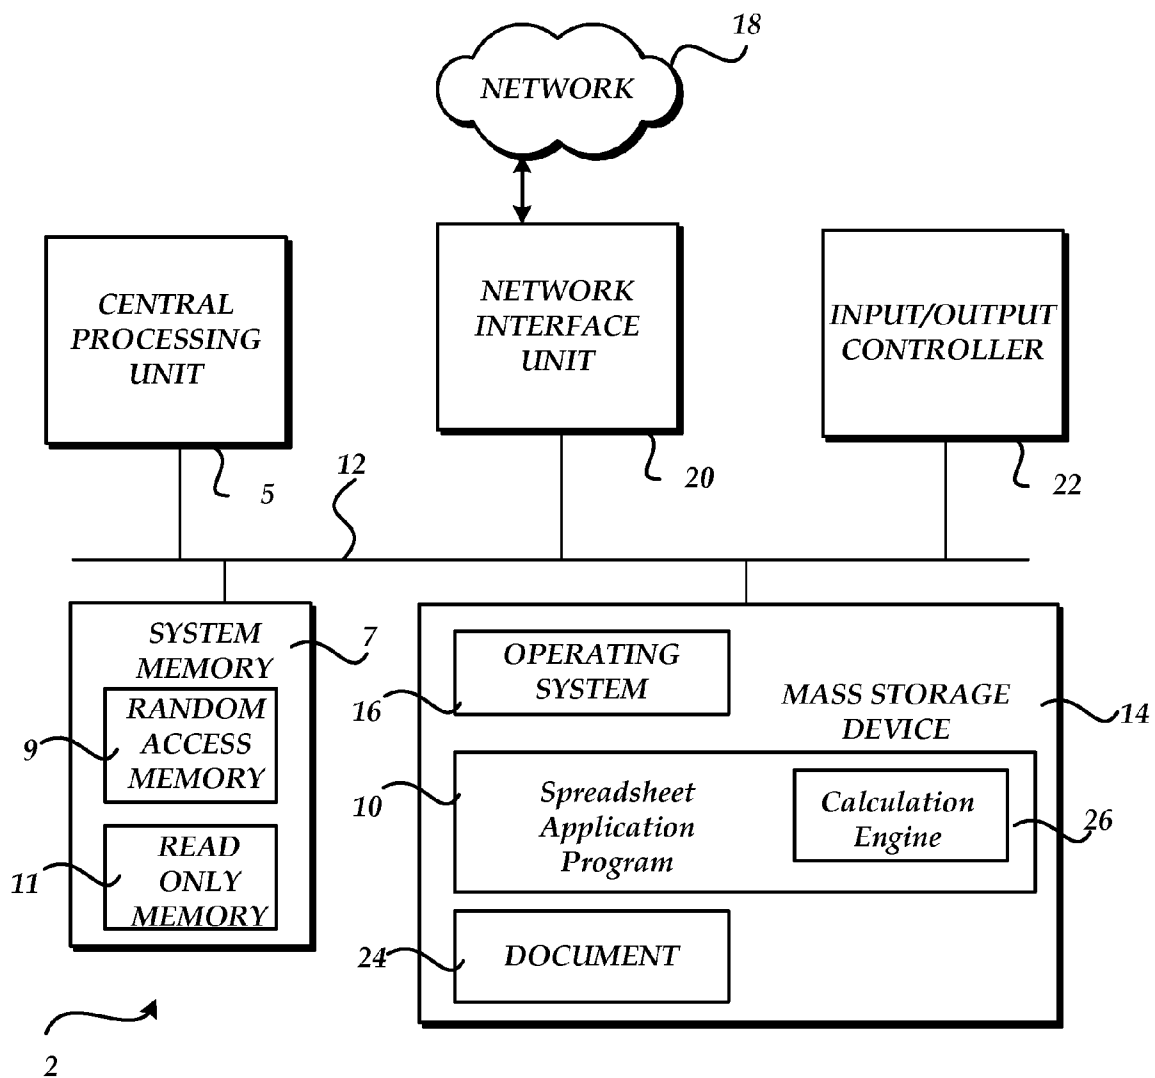 18
NETWORK
CENTRAL
PROCESSING
UNIT
NETWORK
INTERFACE
UNIT
INPUT/OUTPUT
CONTROLLER
5
12
20
22
SYSTEM
MEMORY
7
RANDOM
ACCESS
MEMORY
9
READ
ONLY
MEMORY
11
OPERATING
SYSTEM
16
MASS STORAGE
DEVICE
14
10
Spreadsheet
Application
Program
Calculation
Engine
26
24
DOCUMENT
2